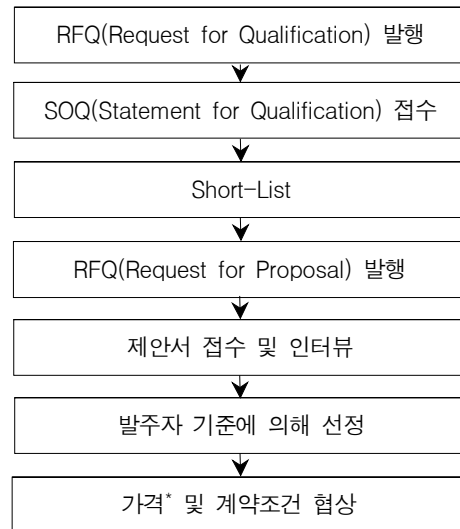 RFQ(Request for Qualification) 발행
SOQ(Statement for Qualification) 접수
Short-List
RFQ(Request for Proposal) 발행
제안서 접수 및 인터뷰
발주자 기준에 의해 선정
가격* 및 계약조건 협상